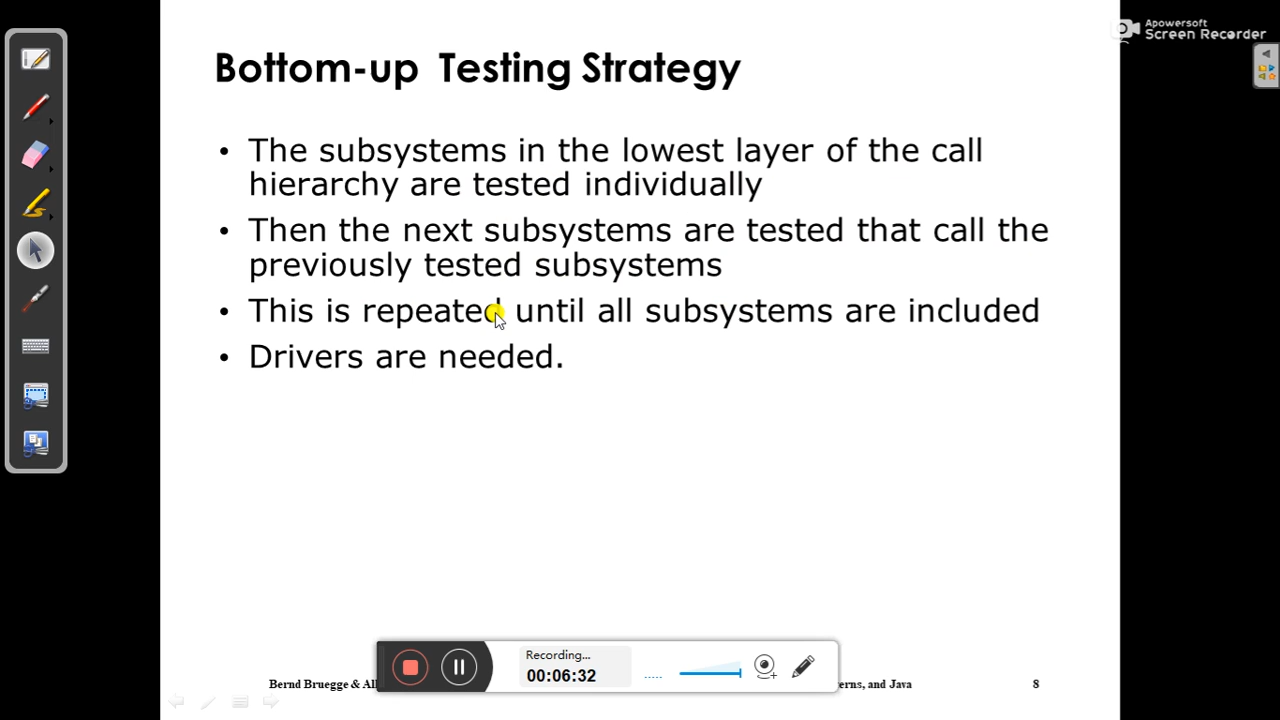 Apowersoft
Screen Recorder
Bottom-up Testing Strategy
• The subsystems in the lowest layer of the call
hierarchy are tested individually
• Then the next subsystems are tested that call the
previously tested subsystems
• This is repeated until all subsystems are included
• Drivers are needed.
Recording...
00:06:32
Bernd Bruegge & All
erns, and Java
8